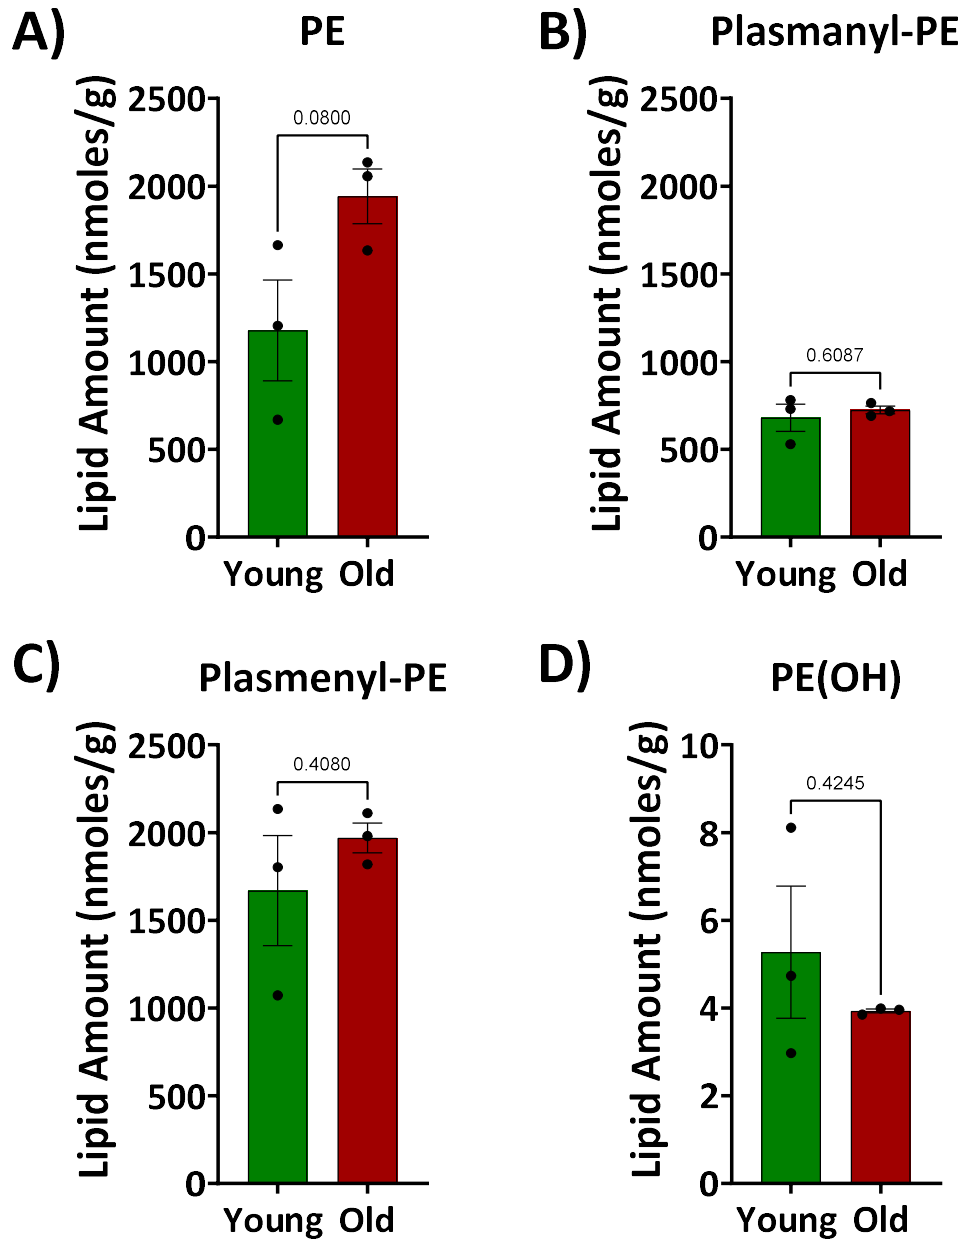 A) PE
Lipid Amount (nmoles/g)
2500
2000
1500
1000
500
0
0.0800
Young Old
B) Plasmanyl-PE
Lipid Amount (nmoles/g)
2500
2000
1500
1000
500
0
0.6087
Young Old
C) Plasmenyl-PE
Lipid Amount (nmoles/g)
2500
2000
1500
1000
500
0
0.4080
Young Old
D) PE(OH)
Lipid Amount (nmoles/g)
10
8
6
4
2
0
0.4245
Young Old